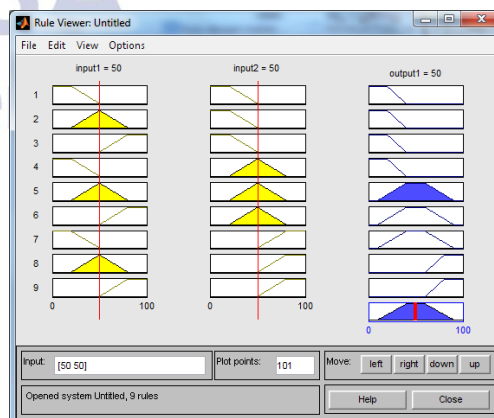 Rule Viewer: Untitled
File Edit View Options
input1 = 50 input2 = 50 output1 = 50
1
2
3
4
5
6
7
8
9
0 100 0 100
0 100
Input: [50 50] Plot points: 101 Move: left right down up
Opened system Untitled, 9 rules Help Close